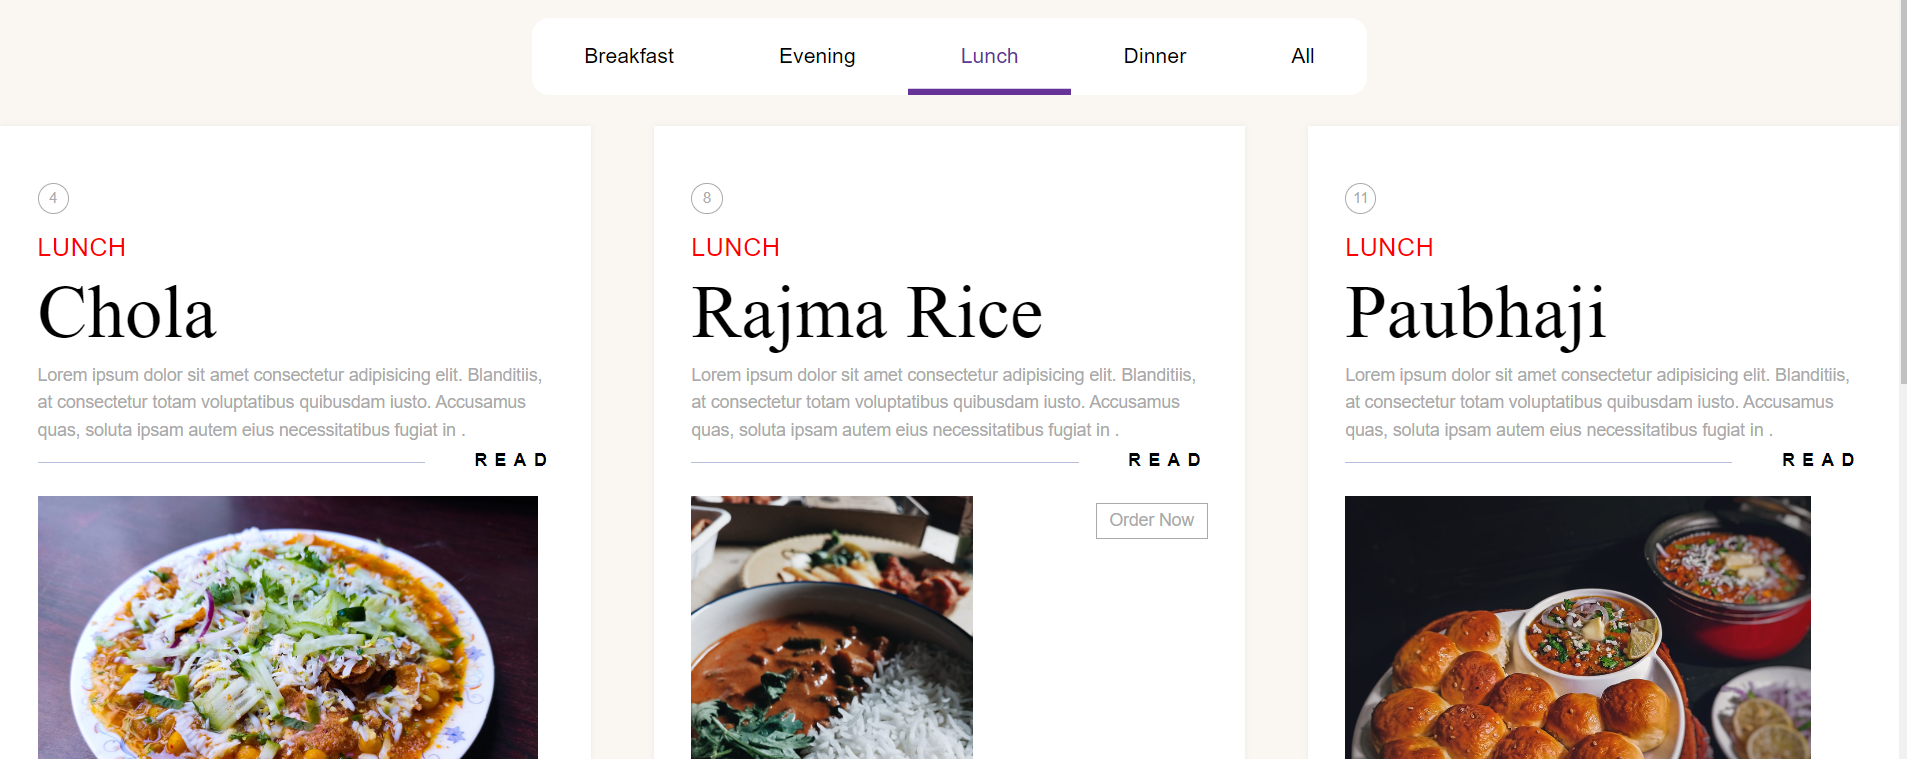 Breakfast Evening Lunch Dinner All
4
LUNCH
Chola
Lorem ipsum dolor sit amet consectetur adipisicing elit. Blanditiis,
at consectetur totam voluptatibus quibusdam iusto. Accusamus
quas, soluta ipsam autem eius necessitatibus fugiat in .
READ
8
LUNCH
Rajma Rice
Lorem ipsum dolor sit amet consectetur adipisicing elit. Blanditiis,
at consectetur totam voluptatibus quibusdam iusto. Accusamus
quas, soluta ipsam autem eius necessitatibus fugiat in .
READ
Order Now
11
LUNCH
Paubhaji
Lorem ipsum dolor sit amet consectetur adipisicing elit. Blanditiis,
at consectetur totam voluptatibus quibusdam iusto. Accusamus
quas, soluta ipsam autem eius necessitatibus fugiat in .
READ